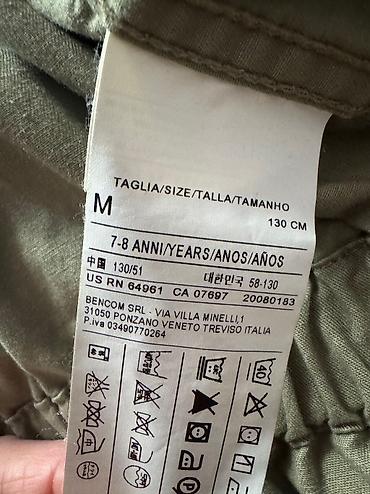 TAGLIA/SIZE/TALLA/TAMANHO
M 130 CM
7-8 ANNI/YEARS/ANOS/AÑOS
中国 130/51 대한민국 58-130
US RN 64961 CA 07697 20080183
BENCOM SRL - VIA VILLA MINELLI,1
31050 PONZANO VENETO TREVISO ITALIA
P.iva 03490770264
40
P